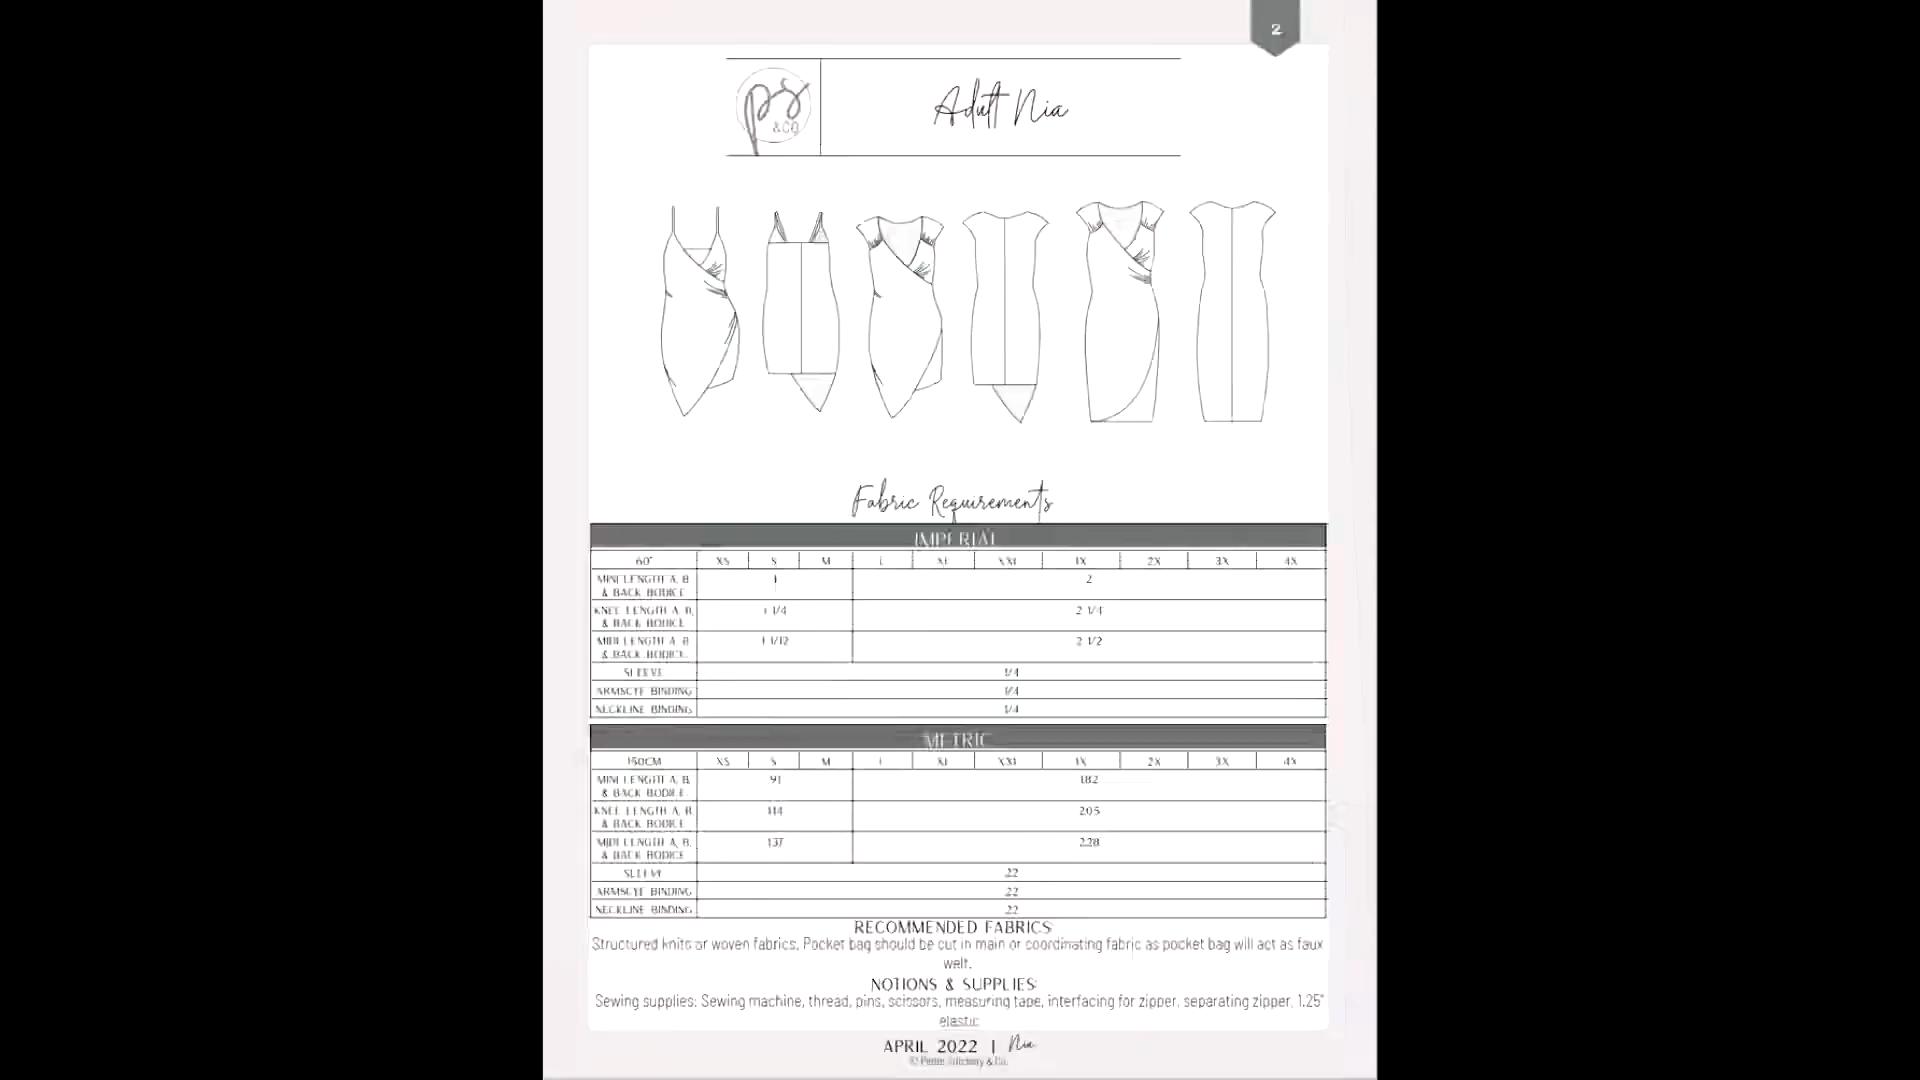 2
ps
&CO
Adult Nia
Fabric Requirements
IMPERIAL
60" XS S M L XL XXL 1X 2X 3X 4X
MINI LENGTH A, B 1 2
& BACK BODICE
KNEE LENGTH A, B, 1 1/4 2 1/4
& BACK BODICE
MIDI LENGTH A, B 1 1/12 2 1/2
& BACK BODICE
SLEEVE 1/4
ARMSCYE BINDING 1/4
NECKLINE BINDING 1/4
METRIC
150CM XS S M L XL XXL 1X 2X 3X 4X
MINI LENGTH A, B, 91 182
& BACK BODICE
KNEE LENGTH A, B, 114 205
& BACK BODICE
MIDI LENGTH A, B, 137 228
& BACK BODICE
SLEEVE 22
ARMSCYE BINDING 22
NECKLINE BINDING 22
RECOMMENDED FABRICS:
Structured knits or woven fabrics. Pocket bag should be cut in main or coordinating fabric as pocket bag will act as faux
welt.
NOTIONS & SUPPLIES:
Sewing supplies: Sewing machine, thread, pins, scissors, measuring tape, interfacing for zipper, separating zipper, 1.25"
elastic
APRIL 2022 | Nia
& Co.